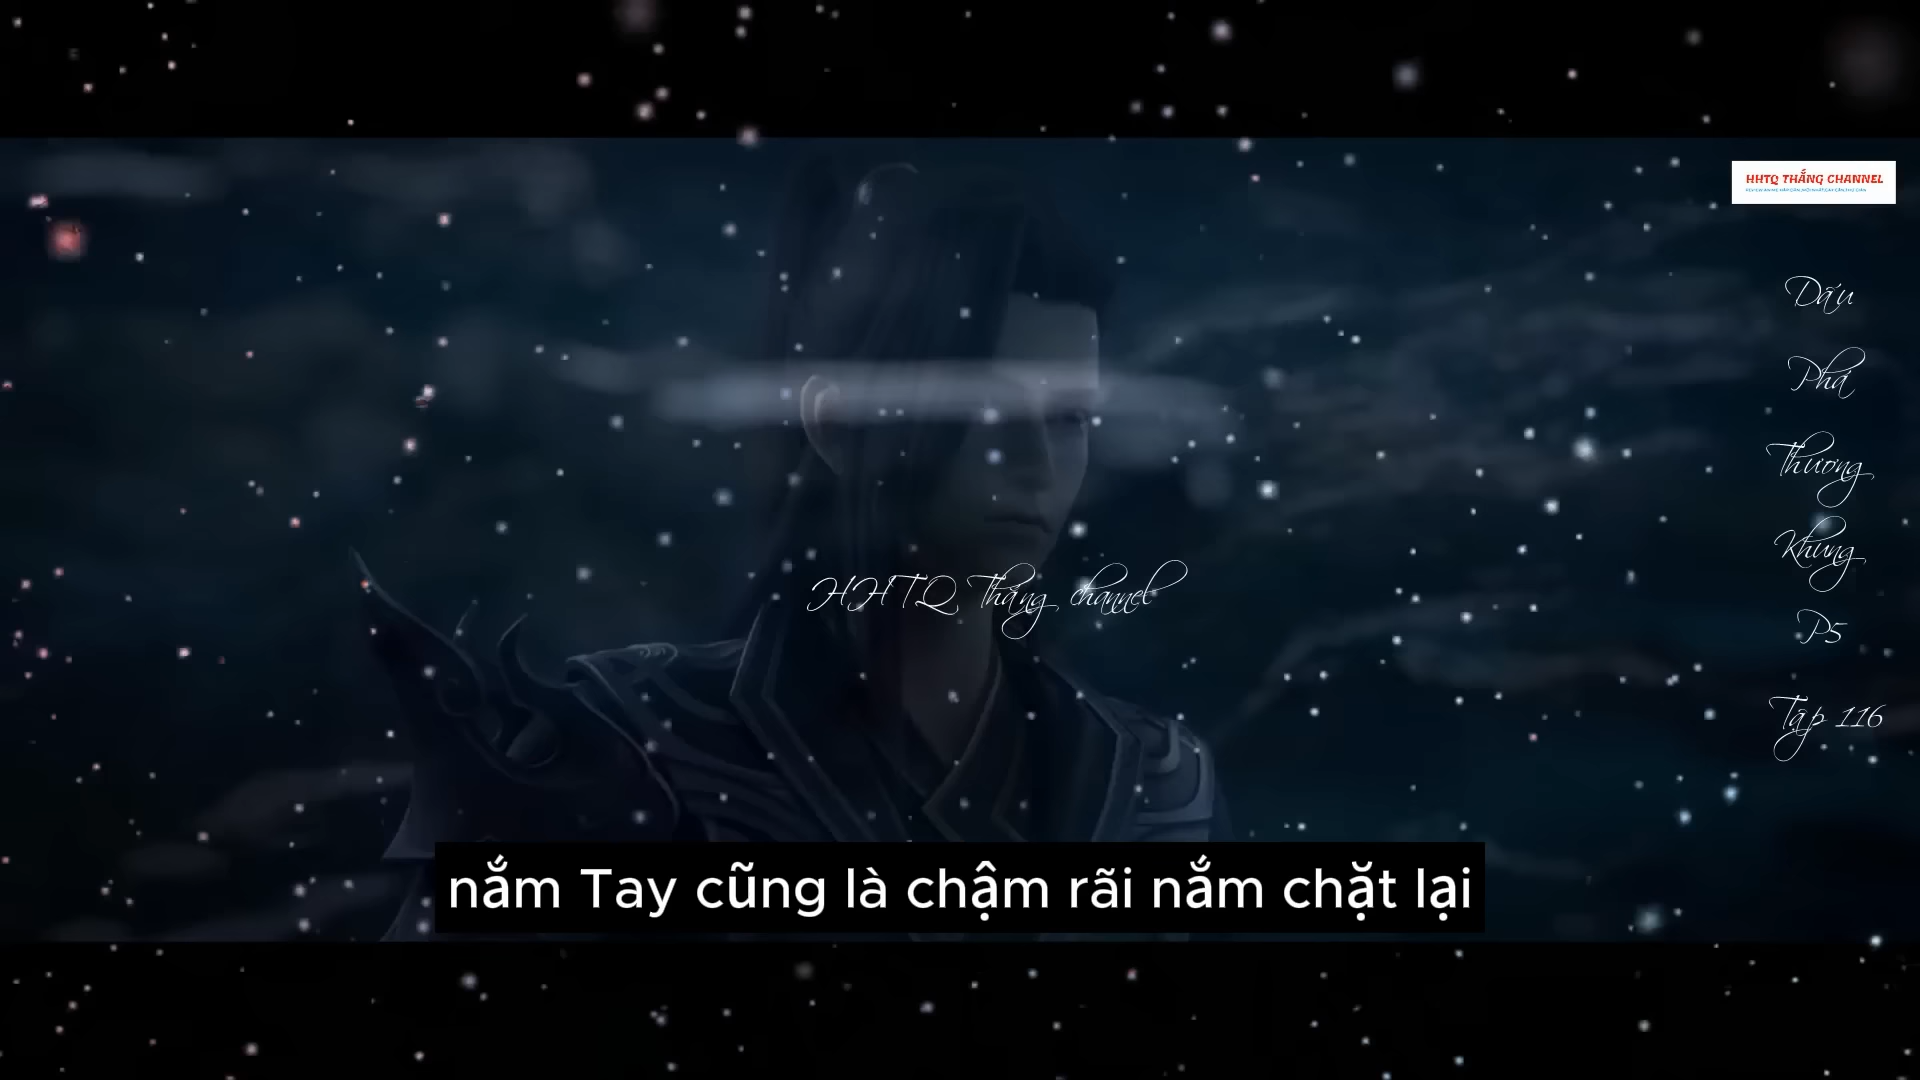 HHTQ THẮNG CHANNEL
Dấu
Phá
Thương
Khung
P5
Tập 116
HHTQ Thắng channel
nắm Tay cũng là chậm rãi nắm chặt lại